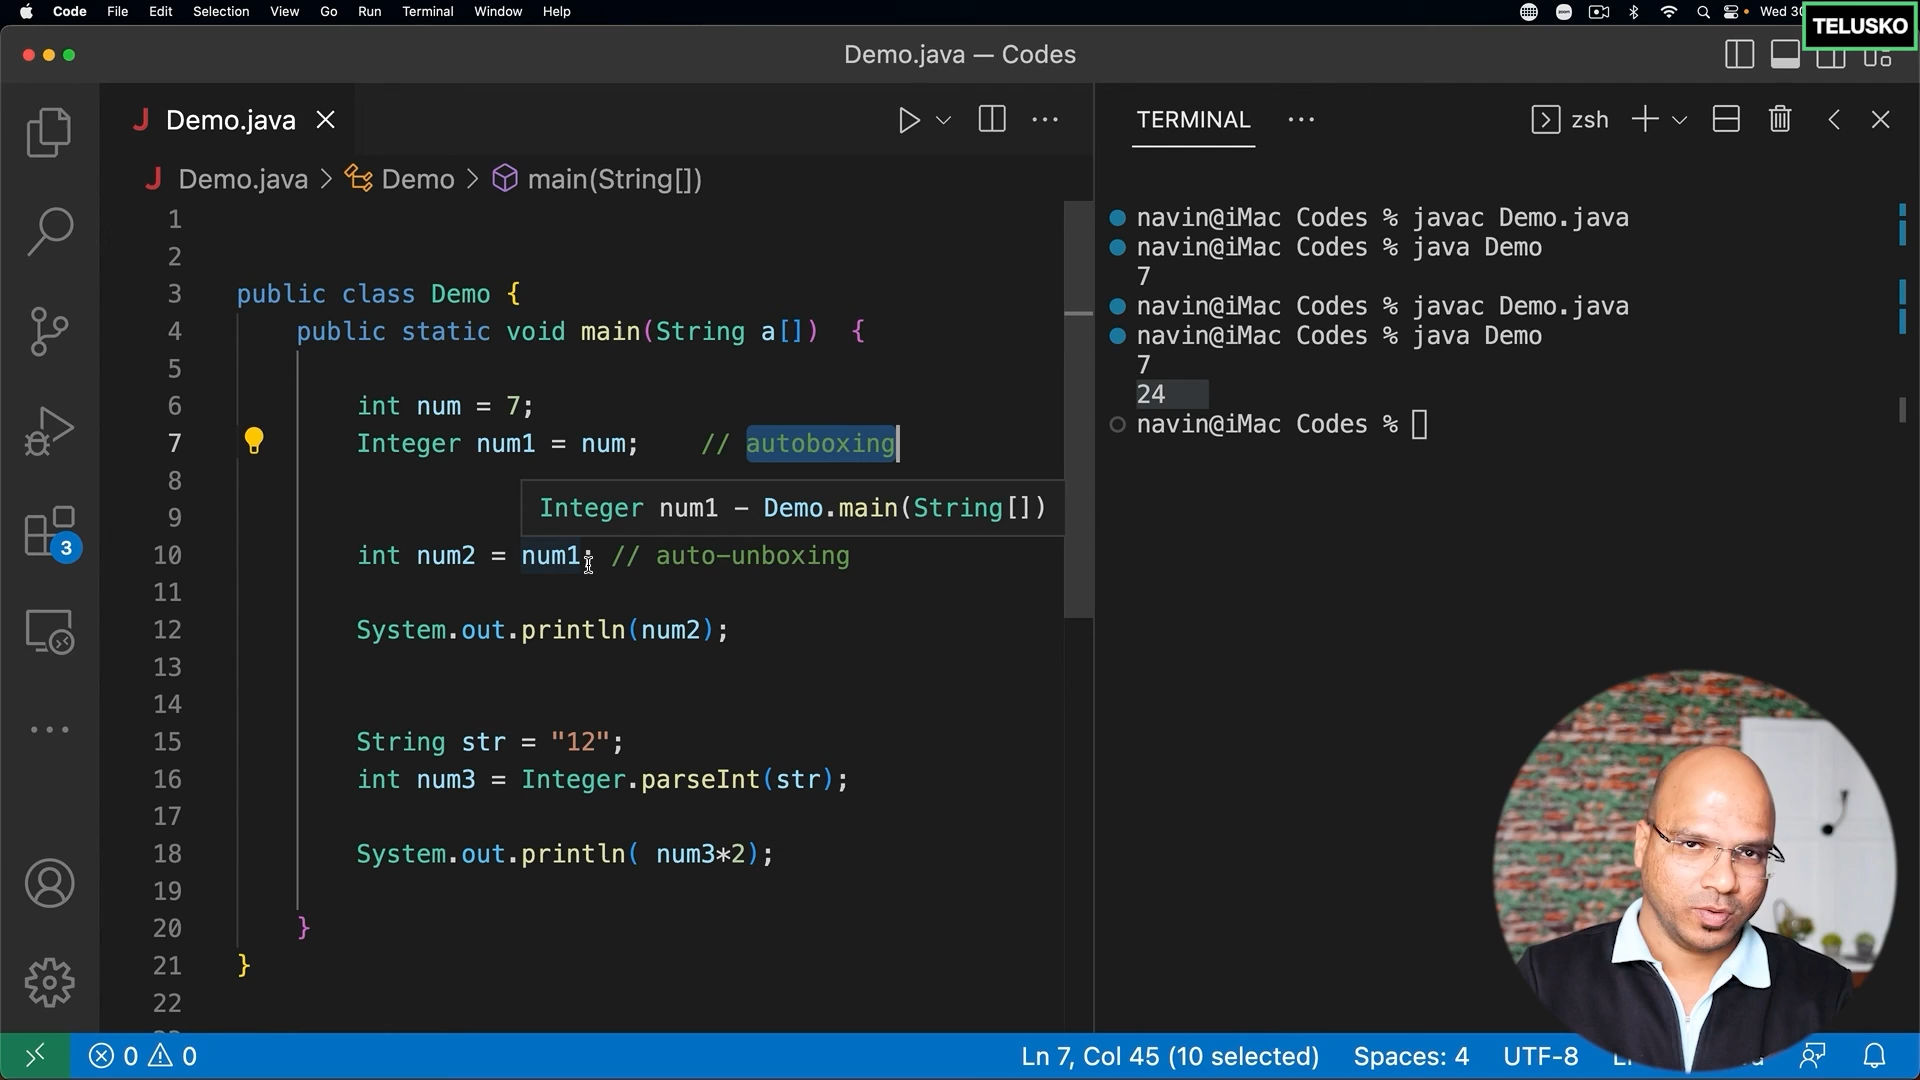 Code File Edit Selection View Go Run Terminal Window Help
zoom
Wed 30
TELUSKO
Demo.java — Codes
Demo.java
Demo.java > Demo > main(String[])
1
2
3 public class Demo {
4 public static void main(String a[])  {
5
6 int num = 7;
7 Integer num1 = num;    // autoboxing
8
Integer num1 - Demo.main(String[])
9
10 int num2 = num1; // auto-unboxing
11
12 System.out.println(num2);
13
14
15 String str = "12";
16 int num3 = Integer.parseInt(str);
17
18 System.out.println( num3*2);
19
20 }
21 }
22
3
TERMINAL
zsh
navin@iMac Codes % javac Demo.java
navin@iMac Codes % java Demo
7
navin@iMac Codes % javac Demo.java
navin@iMac Codes % java Demo
7
24
navin@iMac Codes %
0 0
Ln 7, Col 45 (10 selected) Spaces: 4 UTF-8